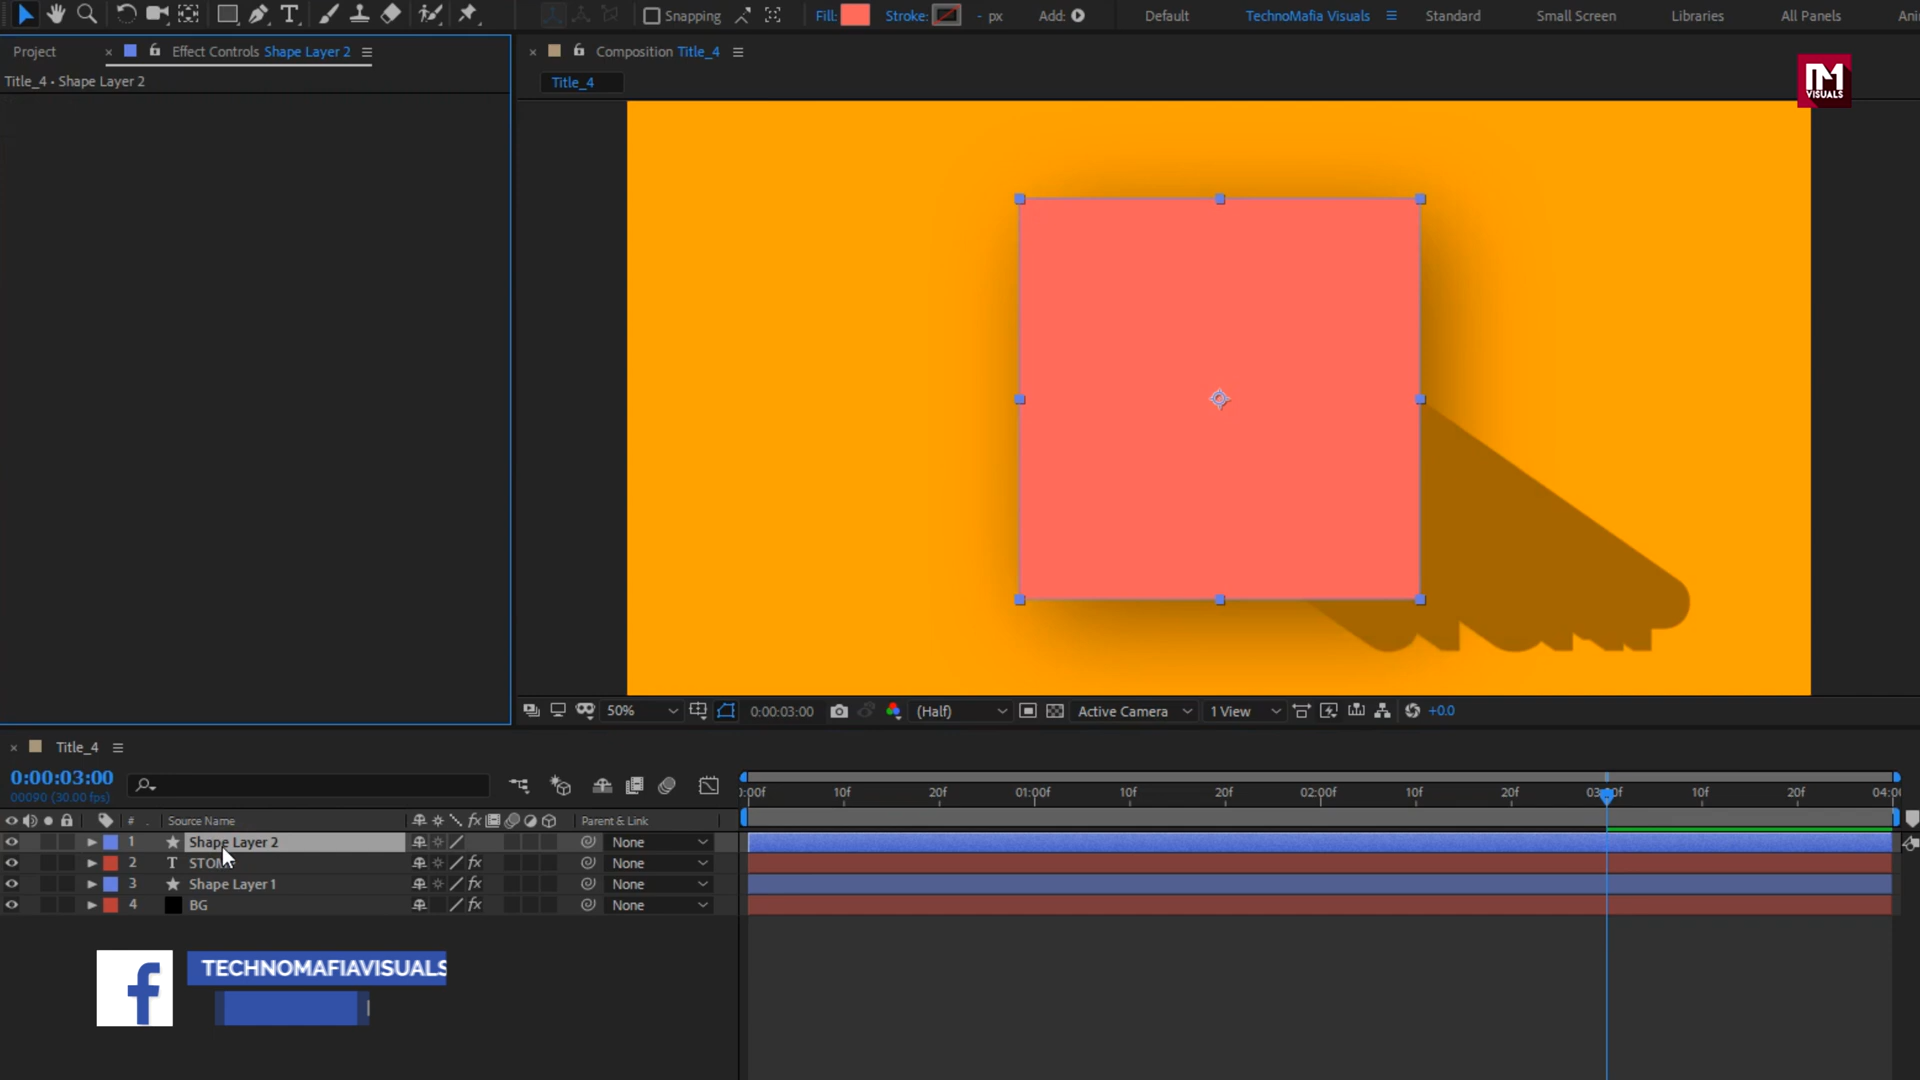 Snapping Fill: Stroke: - px Add: Default TechnoMafia Visuals Standard Small Screen Libraries All Panels
Project × Effect Controls Shape Layer 2 × Composition Title_4
Title_4 • Shape Layer 2
Title_4
M
VISUALS
50% 0:00:03:00 (Half) Active Camera 1 View +0.0
× Title_4
0:00:03:00
00090 (30.00 fps)
:00f 10f 20f 01:00f 10f 20f 02:00f 10f 20f 10f 20f
# Source Name fx Parent & Link
1 Shape Layer 2 None
2 T fx None
3 Shape Layer 1 fx None
4 BG fx None
f TECHNOMAFIAVISUALS